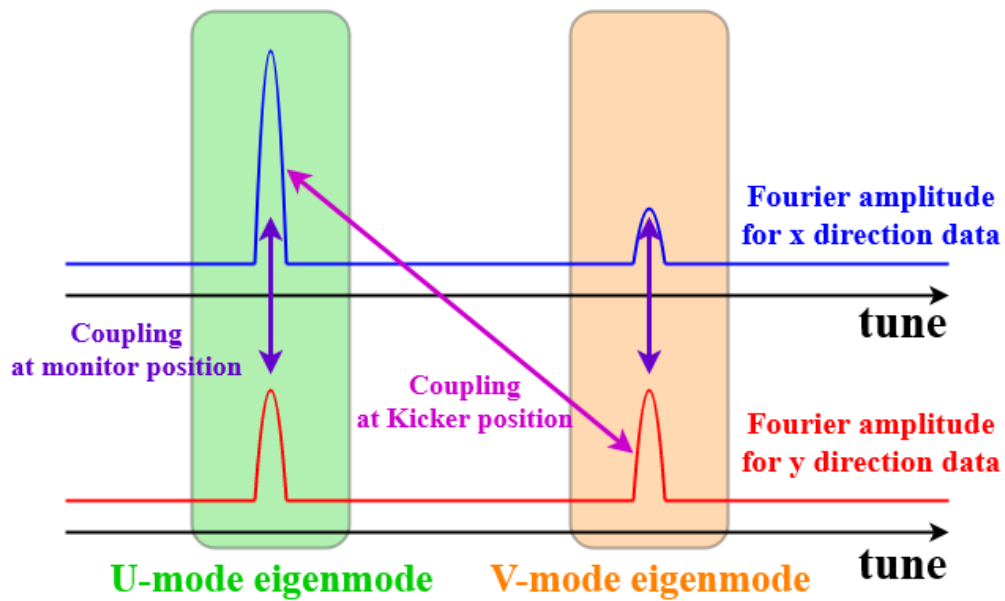 Fourier amplitude
for x direction data
tune
Coupling
at monitor position
Coupling
at Kicker position
Fourier amplitude
for y direction data
tune
U-mode eigenmode
V-mode eigenmode